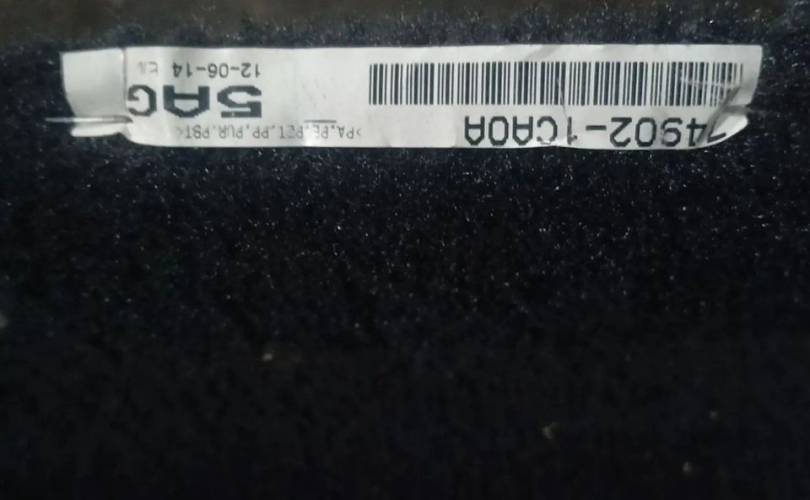 74902-1CA0A
>PA,PE,PET,PP,PUR,PBT<
5AG
12-06-14